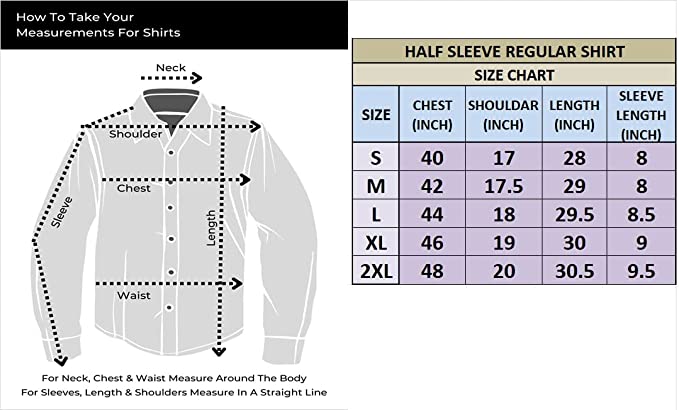 How To Take Your
Measurements For Shirts
Neck
Shoulder
Chest
Sleeve
Length
Waist
For Neck, Chest & Waist Measure Around The Body
For Sleeves, Length & Shoulders Measure In A Straight Line
HALF SLEEVE REGULAR SHIRT
SIZE CHART
SIZE CHEST (INCH) SHOULDAR (INCH) LENGTH (INCH) SLEEVE LENGTH (INCH)
S 40 17 28 8
M 42 17.5 29 8
L 44 18 29.5 8.5
XL 46 19 30 9
2XL 48 20 30.5 9.5